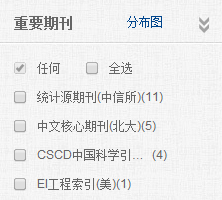 重要期刊 分布图
任何 全选
统计源期刊(中信所)(11)
中文核心期刊(北大)(5)
CSCD中国科学引... (4)
EI工程索引(美)(1)